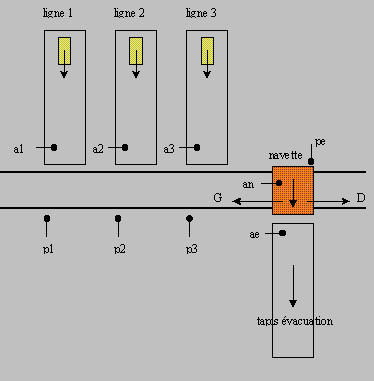 ligne 1 ligne 2 ligne 3
a1 a2 a3
pe
navette
an
G D
p1 p2 p3
ae
tapis évacuation